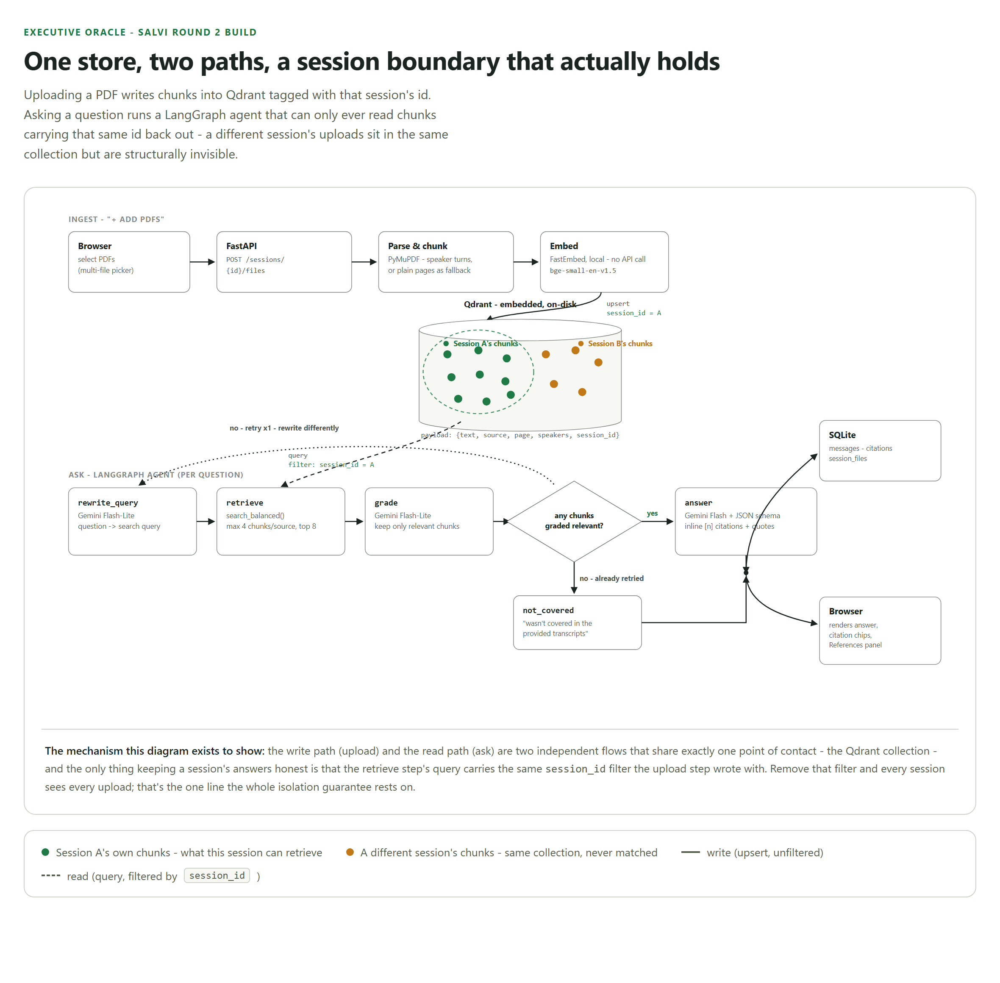 EXECUTIVE ORACLE - SALVI ROUND 2 BUILD
One store, two paths, a session boundary that actually holds
Uploading a PDF writes chunks into Qdrant tagged with that session's id.
Asking a question runs a LangGraph agent that can only ever read chunks
carrying that same id back out - a different session's uploads sit in the same
collection but are structurally invisible.
INGEST - "+ ADD PDFS"
Browser
select PDFs
(multi-file picker)
FastAPI
POST /sessions/
{id}/files
Parse & chunk
PyMuPDF - speaker turns,
or plain pages as fallback
Embed
FastEmbed, local - no API call
bge-small-en-v1.5
Qdrant - embedded, on-disk
upsert
session_id = A
Session A's chunks
Session B's chunks
payload: {text, source, page, speakers, session_id}
no - retry x1 - rewrite differently
query
filter: session_id = A
ASK - LANGGRAPH AGENT (PER QUESTION)
rewrite_query
Gemini Flash-Lite
question -> search query
retrieve
search_balanced()
max 4 chunks/source, top 8
grade
Gemini Flash-Lite
keep only relevant chunks
any chunks
graded relevant?
yes
answer
Gemini Flash + JSON schema
inline [n] citations + quotes
SQLite
messages - citations
session_files
no - already retried
not_covered
"wasn't covered in the
provided transcripts"
Browser
renders answer,
citation chips,
References panel
The mechanism this diagram exists to show: the write path (upload) and the read path (ask) are two independent flows that share exactly one point of contact - the Qdrant collection -
and the only thing keeping a session's answers honest is that the retrieve step's query carries the same session_id filter the upload step wrote with. Remove that filter and every session
sees every upload; that's the one line the whole isolation guarantee rests on.
Session A's own chunks - what this session can retrieve
A different session's chunks - same collection, never matched
write (upsert, unfiltered)
read (query, filtered by session_id )